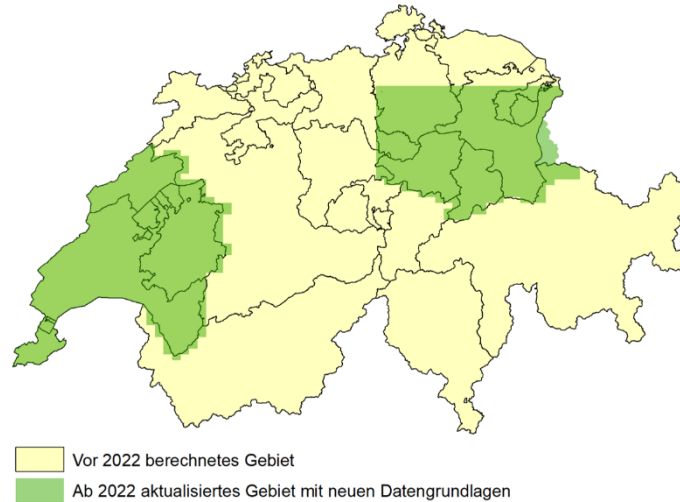 Vor 2022 berechnetes Gebiet
Ab 2022 aktualisiertes Gebiet mit neuen Datengrundlagen